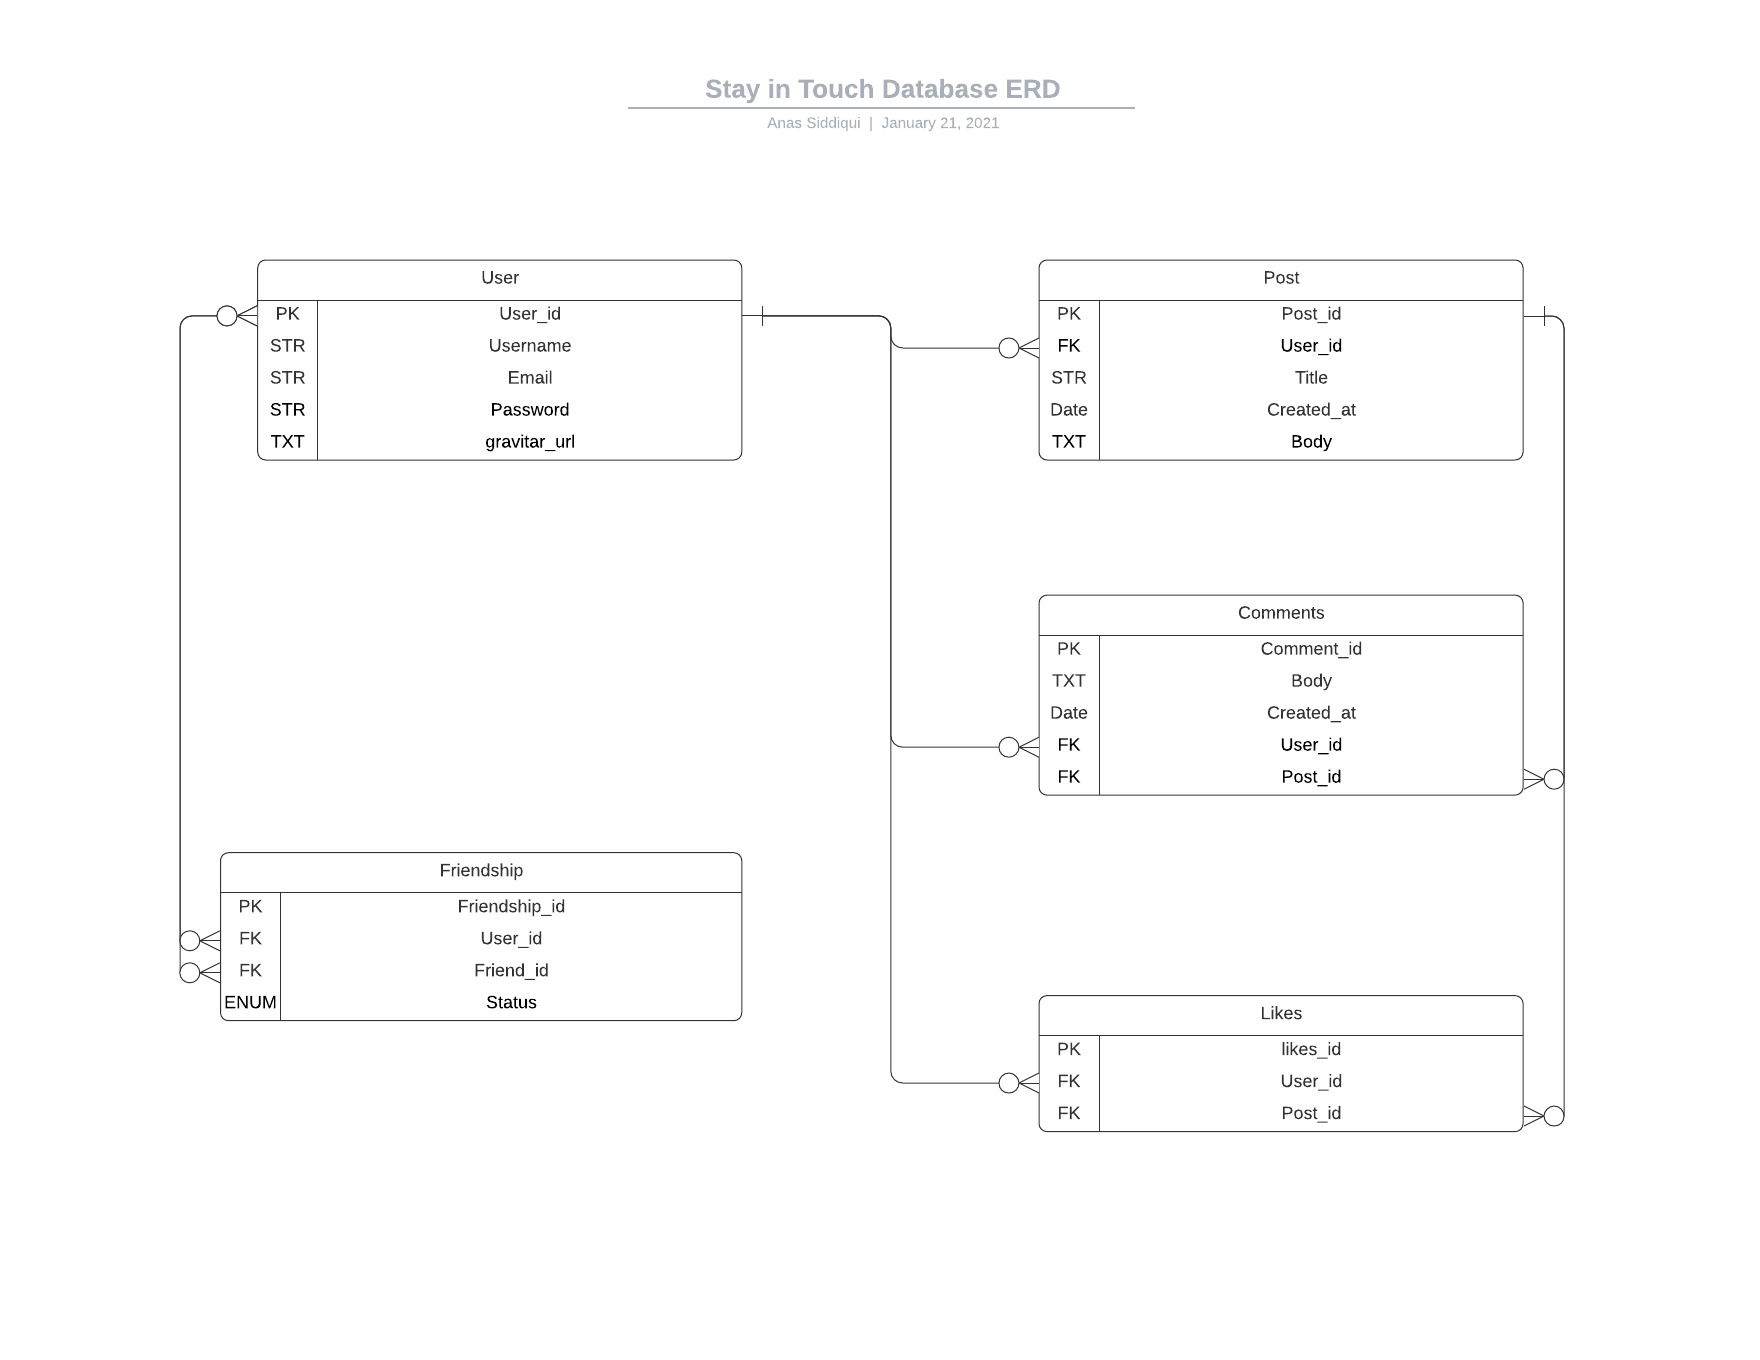 Stay in Touch Database ERD
Anas Siddiqui | January 21, 2021
User
PK User_id
STR Username
STR Email
STR Password
TXT gravitar_url
Post
PK Post_id
FK User_id
STR Title
Date Created_at
TXT Body
Comments
PK Comment_id
TXT Body
Date Created_at
FK User_id
FK Post_id
Friendship
PK Friendship_id
FK User_id
FK Friend_id
ENUM Status
Likes
PK likes_id
FK User_id
FK Post_id